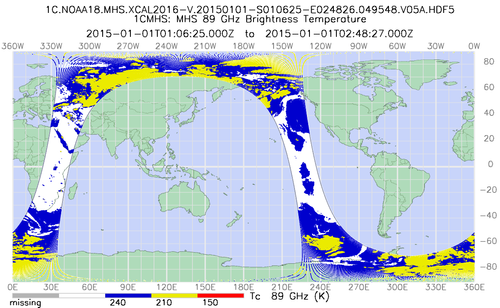 1C.NOAA18.MHS.XCAL2016-V.20150101-S010625-E024826.049548.V05A.HDF5
1CMHS: MHS 89 GHz Brightness Temperature
2015-01-01T01:06:25.000Z to 2015-01-01T02:48:27.000Z
360W 330W 300W 270W 240W 210W 180W 150W 120W 90W 60W 30W 0W
80
60
40
20
0
-20
-40
-60
-80
0E 30E 60E 90E 120E 150E 180E 210E 240E 270E 300E 330E 360E
missing 240 210 150 Tc 89 GHz (K)